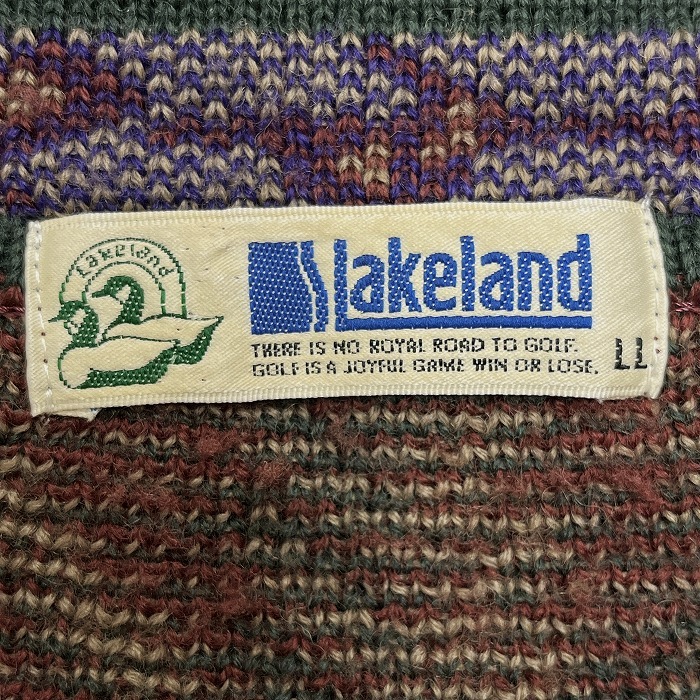 Lakeland
Lakeland
THERE IS NO ROYAL ROAD TO GOLF.
GOLF IS A JOYFUL GAME WIN OR LOSE.
LL